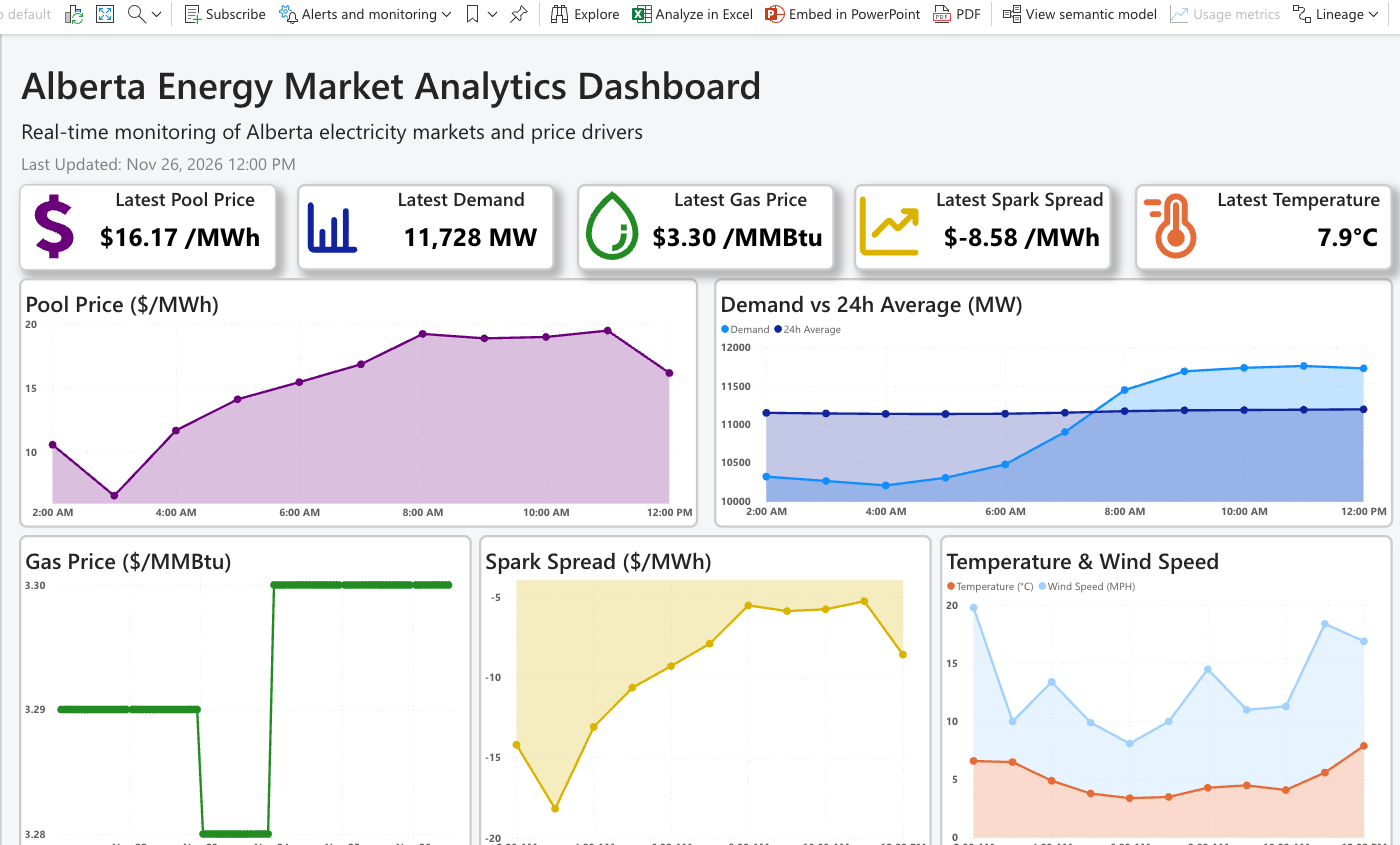 default
Subscribe Alerts and monitoring Explore Analyze in Excel Embed in PowerPoint PDF View semantic model Usage metrics Lineage
Alberta Energy Market Analytics Dashboard
Real-time monitoring of Alberta electricity markets and price drivers
Last Updated: Nov 26, 2026 12:00 PM
Latest Pool Price
$16.17 /MWh
Latest Demand
11,728 MW
Latest Gas Price
$3.30 /MMBtu
Latest Spark Spread
$-8.58 /MWh
Latest Temperature
7.9°C
Pool Price ($/MWh)
20
15
10
2:00 AM 4:00 AM 6:00 AM 8:00 AM 10:00 AM 12:00 PM
Demand vs 24h Average (MW)
Demand 24h Average
12000
11500
11000
10500
10000
2:00 AM 4:00 AM 6:00 AM 8:00 AM 10:00 AM 12:00 PM
Gas Price ($/MMBtu)
3.30
3.29
3.28
Spark Spread ($/MWh)
-5
-10
-15
-20
Temperature & Wind Speed
Temperature (°C) Wind Speed (MPH)
20
15
10
5
0